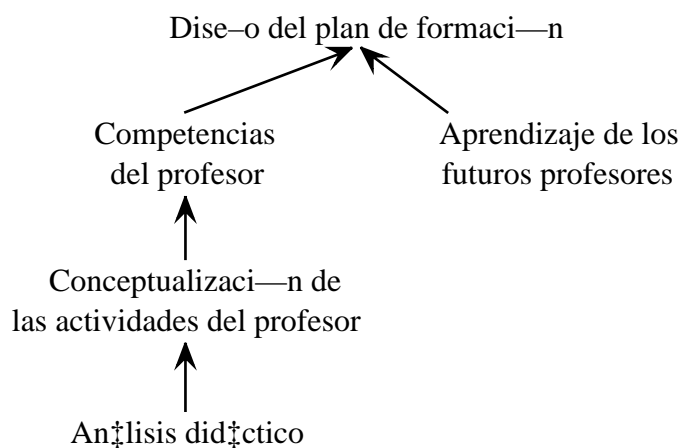 Dise–o del plan de formaci—n
Competencias
del profesor
Aprendizaje de los
futuros profesores
Conceptualizaci—n de
las actividades del profesor
An‡lisis did‡ctico